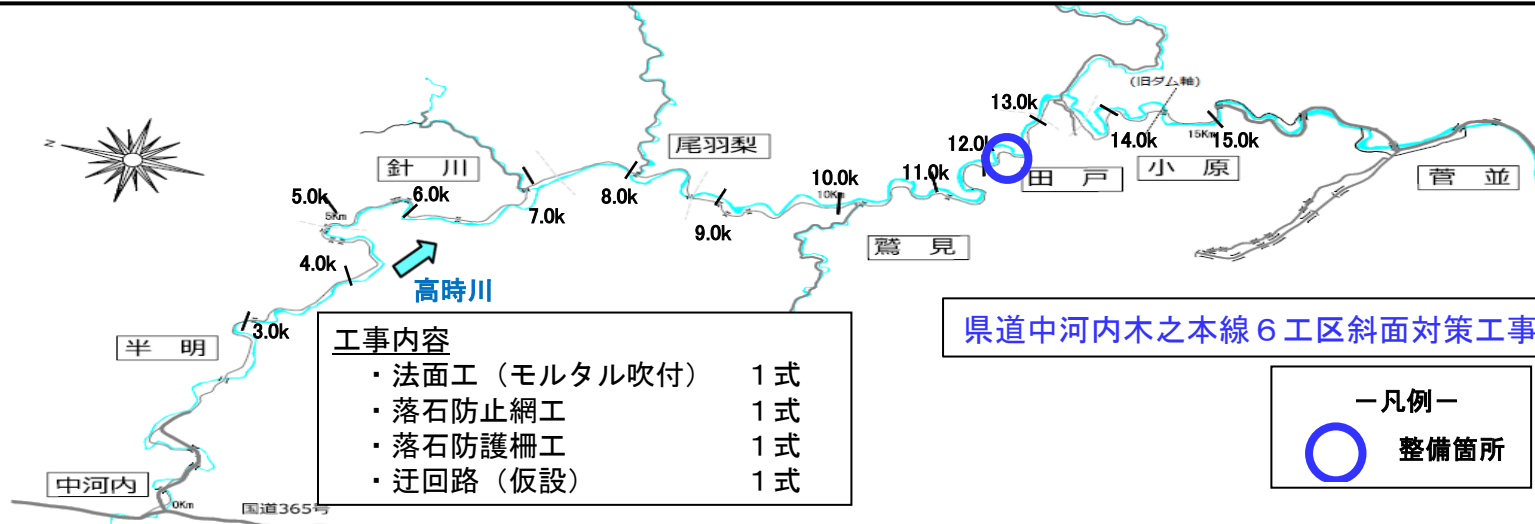 (旧ダム軸)
13.0k
14.0k
15Km
15.0k
12.0k
尾羽梨
針川
田戸
小原
菅並
N
5.0k
5Km
6.0k
7.0k
8.0k
9.0k
10.0k
10Km
11.0k
鷲見
4.0k
高時川
3.0k
半明
県道中河内木之本線6工区斜面対策工事
工事内容
・法面工(モルタル吹付) 1式
・落石防止網工 1式
・落石防護柵工 1式
・迂回路(仮設) 1式
-凡例-
整備箇所
中河内
0Km
国道365号